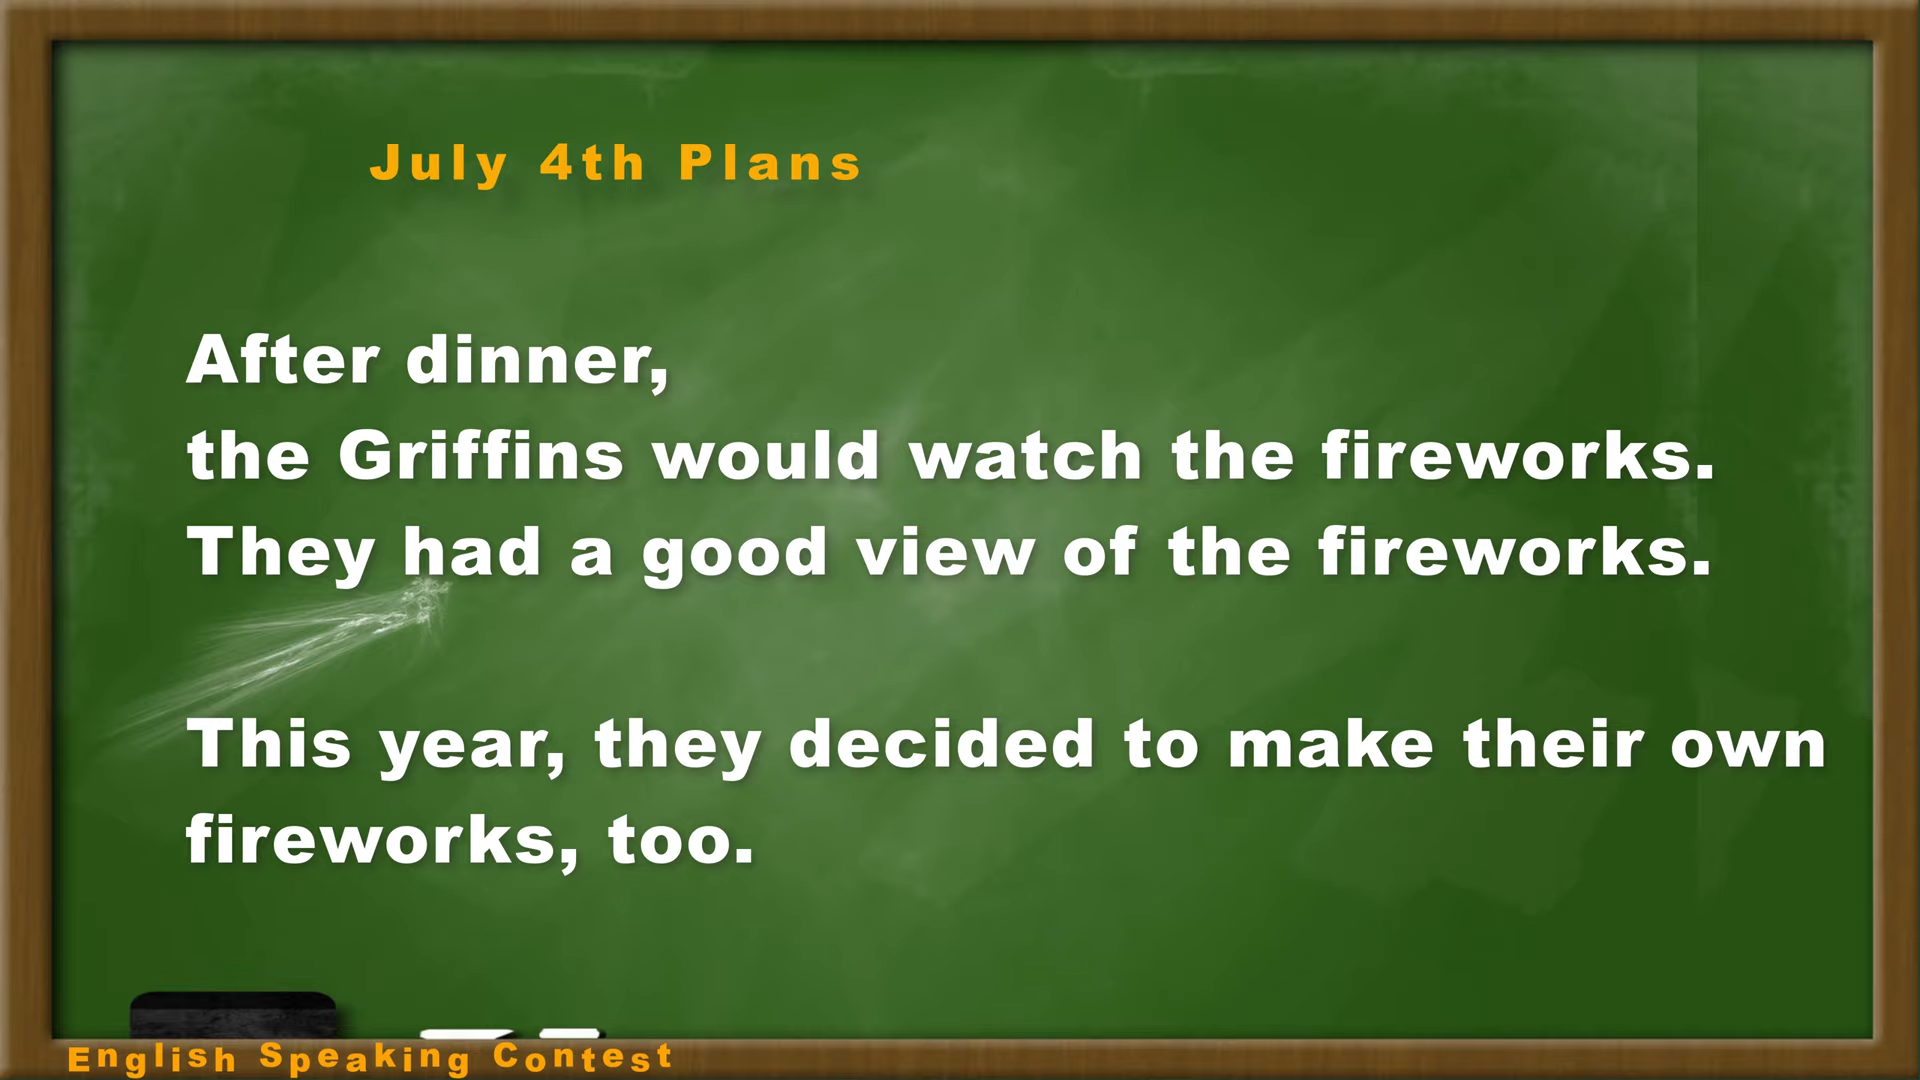 July 4th Plans
After dinner,
the Griffins would watch the fireworks.
They had a good view of the fireworks.
This year, they decided to make their own
fireworks, too.
English Speaking Contest